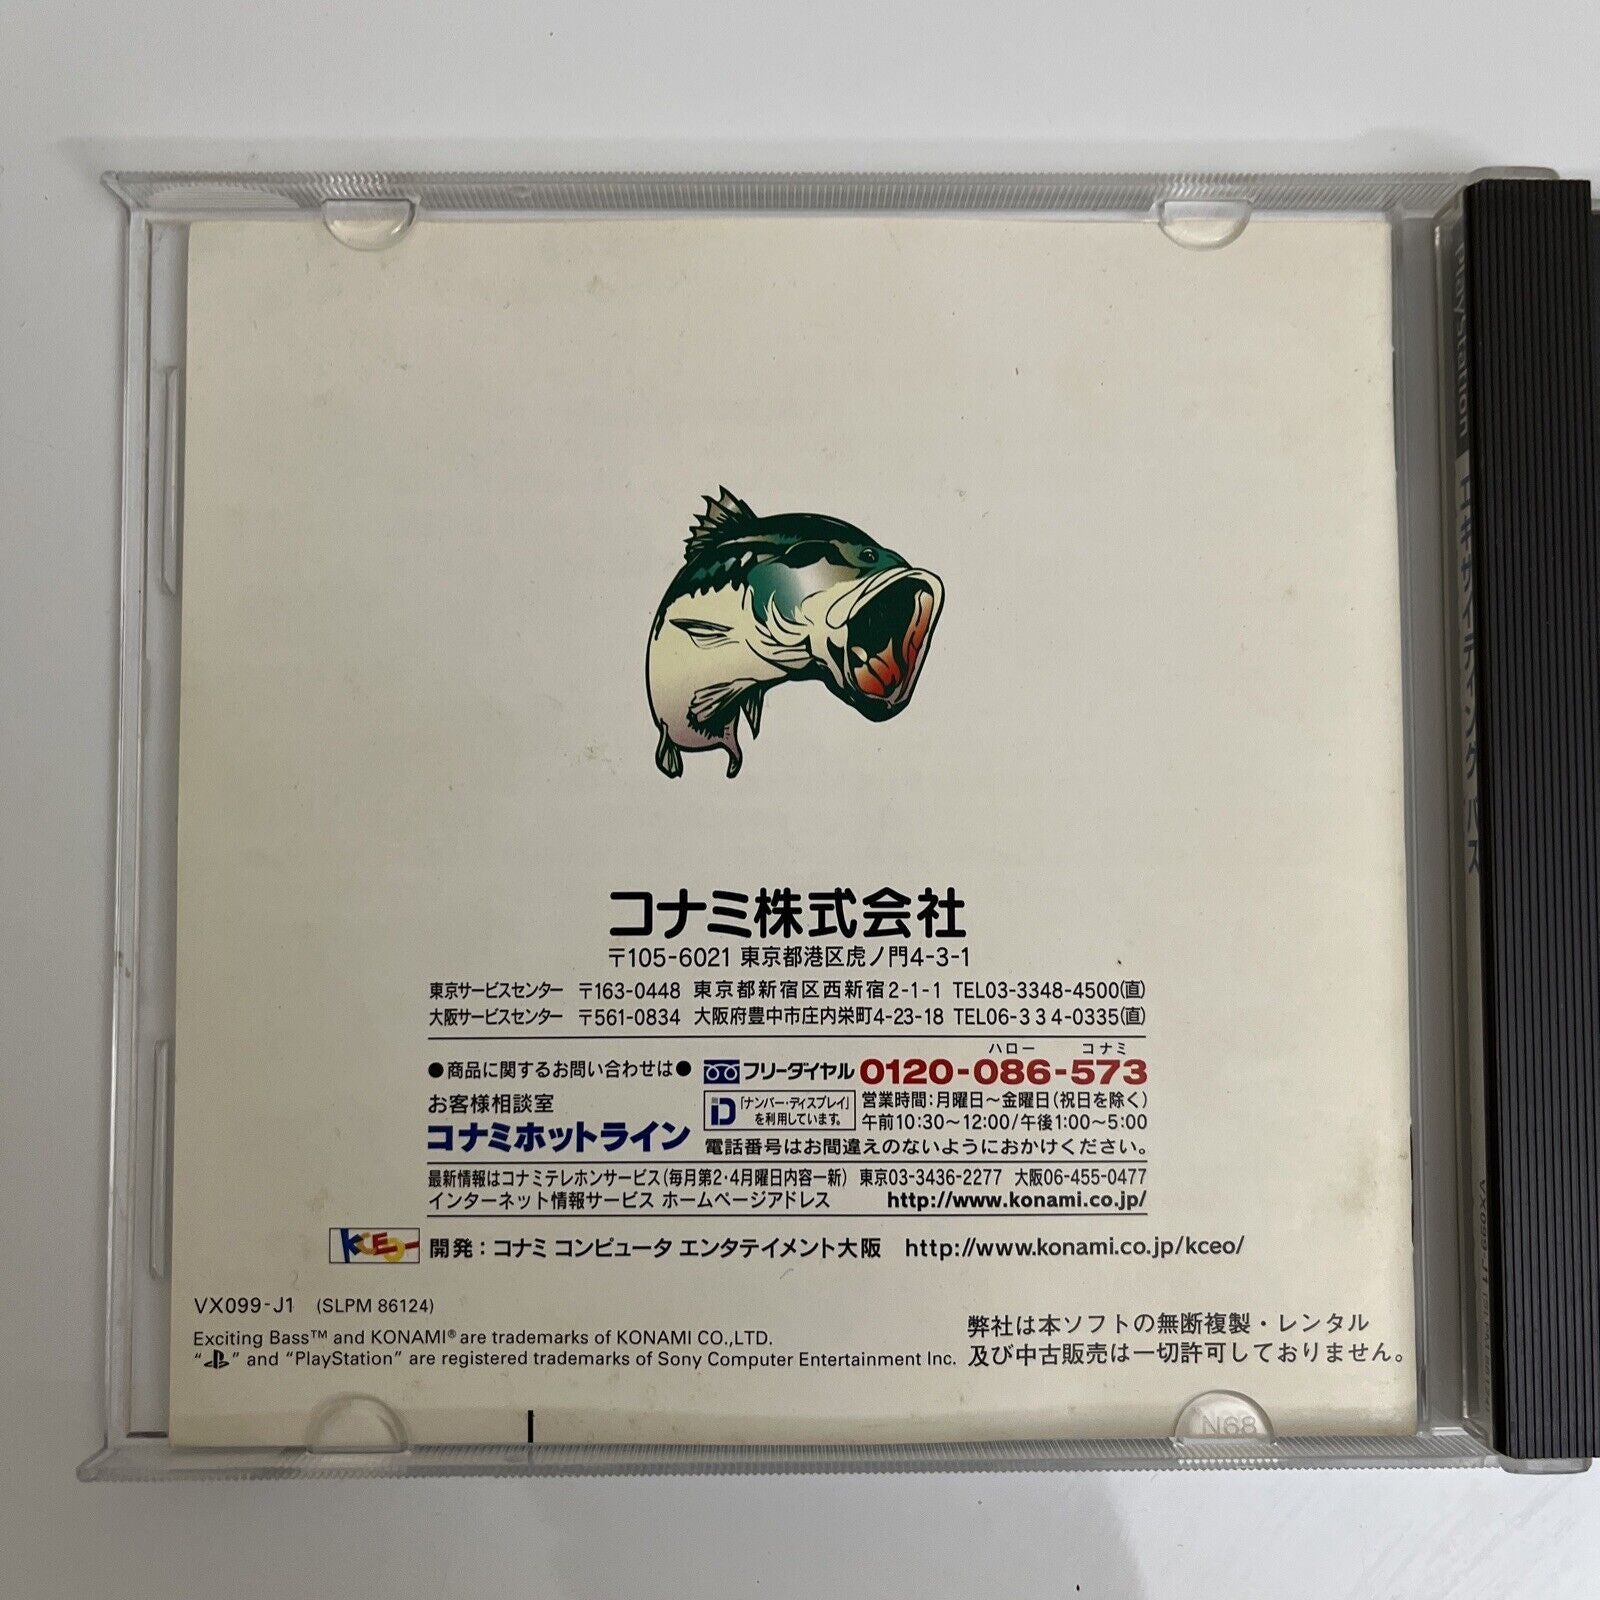 コナミ株式会社
〒105-6021 東京都港区虎ノ門4-3-1
東京サービスセンター 〒163-0448 東京都新宿区西新宿2-1-1 TEL03-3348-4500(直)
大阪サービスセンター 〒561-0834 大阪府豊中市庄内栄町4-23-18 TEL06-334-0335(直)
●商品に関するお問い合わせは● フリーダイヤル 0120-086-573
ハロー コナミ
お客様相談室
コナミホットライン
D 「ナンバー・ディスプレイ」
を利用しています。
営業時間:月曜日～金曜日(祝日を除く)
午前10:30～12:00/午後1:00～5:00
電話番号はお間違えのないようにおかけください。
最新情報はコナミテレホンサービス(毎月第2・4月曜日内容一新) 東京03-3436-2277 大阪06-455-0477
インターネット情報サービス ホームページアドレス http://www.konami.co.jp/
KCEO 開発：コナミ コンピュータ エンタテイメント大阪 http://www.konami.co.jp/kceo/
VX099-J1 (SLPM 86124)
Exciting Bass™ and KONAMI® are trademarks of KONAMI CO.,LTD.
“ ” and “PlayStation” are registered trademarks of Sony Computer Entertainment Inc.
弊社は本ソフトの無断複製・レンタル
及び中古販売は一切許可しておりません。
N68
PlayStation エキサイティング バス
VX099-J1